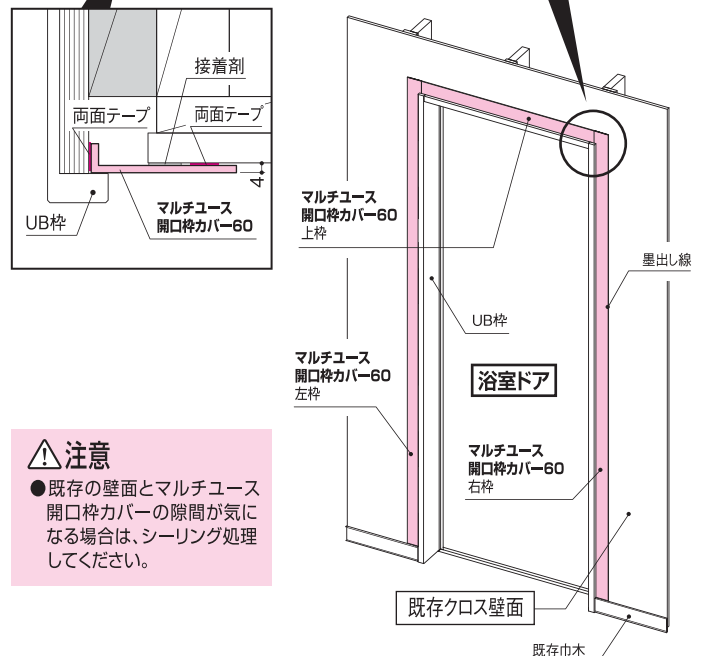 接着剤
両面テープ
両面テープ
4
UB枠
マルチユース
開口枠カバー60
マルチユース
開口枠カバー60
上枠
墨出し線
UB枠
マルチユース
開口枠カバー60
左枠
浴室ドア
マルチユース
開口枠カバー60
右枠
注意
●既存の壁面とマルチユース
開口枠カバーの隙間が気に
なる場合は、シーリング処理
してください。
既存クロス壁面
既存巾木